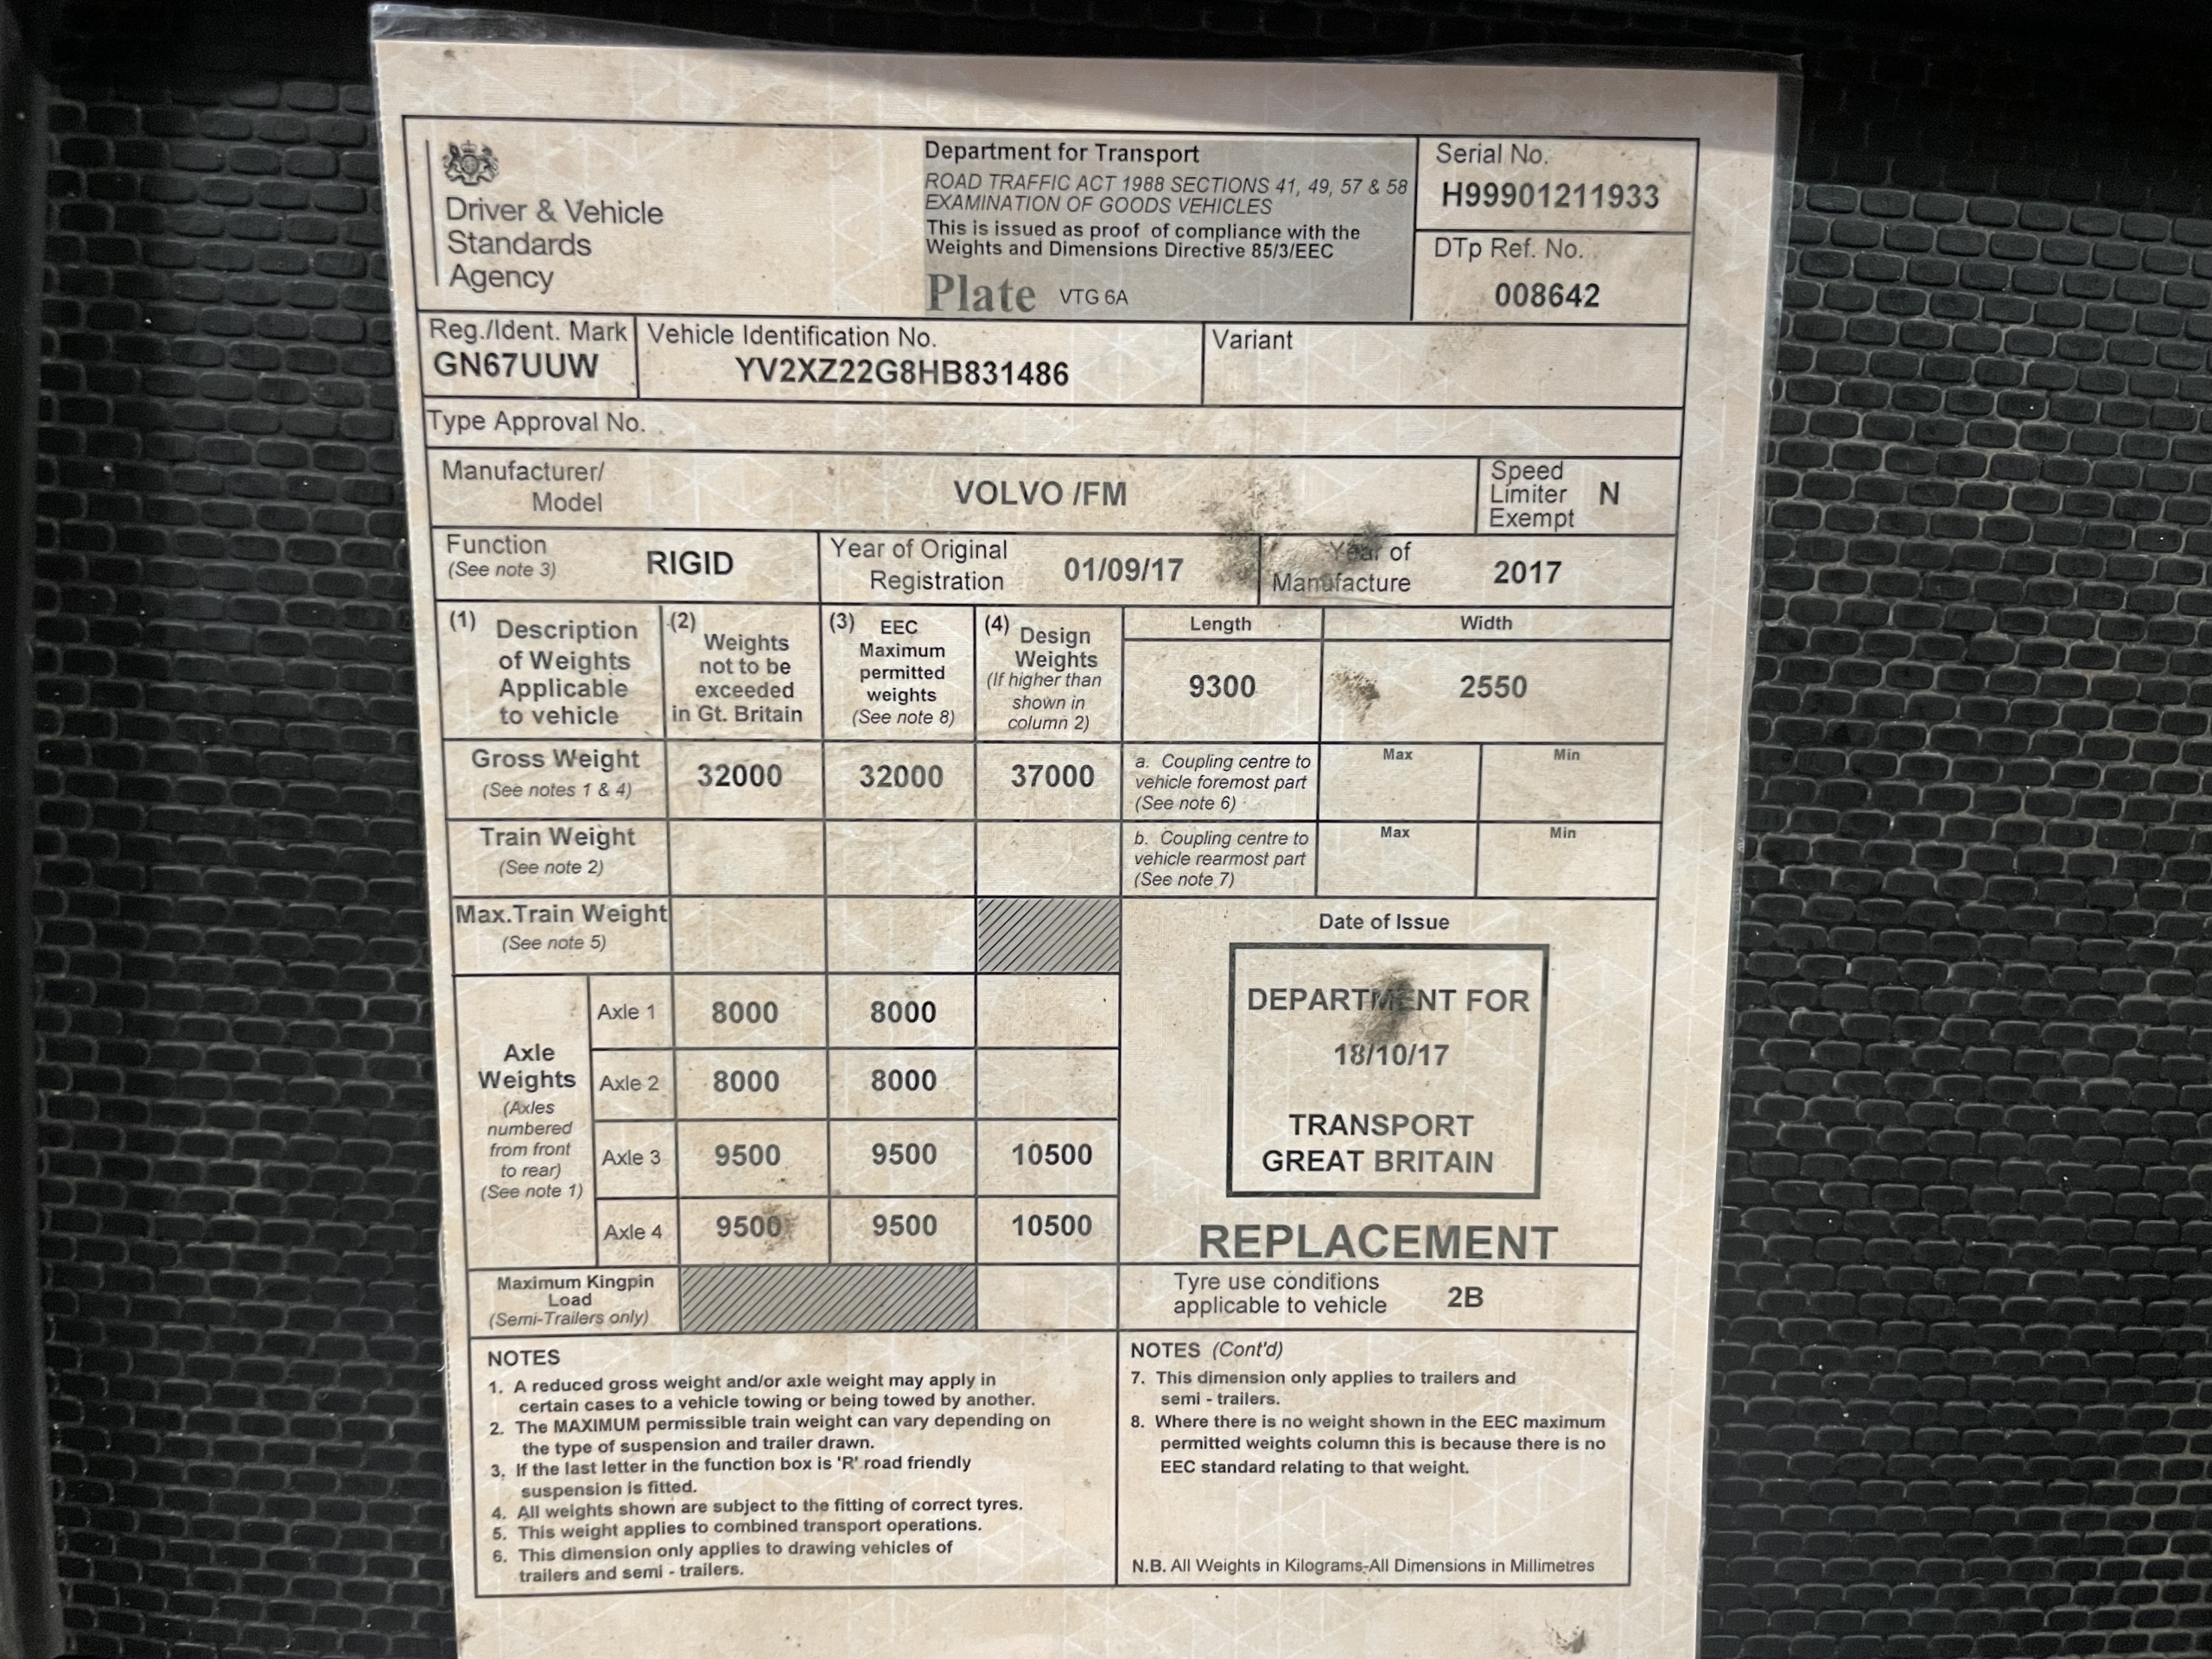 Driver & Vehicle
Standards
Agency
Department for Transport
ROAD TRAFFIC ACT 1988 SECTIONS 41, 49, 57 & 58
EXAMINATION OF GOODS VEHICLES
This is issued as proof of compliance with the
Weights and Dimensions Directive 85/3/EEC
Plate VTG 6A
Serial No.
H99901211933
DTp Ref. No.
008642
Reg./Ident. Mark
GN67UUW
Vehicle Identification No.
YV2XZ22G8HB831486
Variant
Type Approval No.
Manufacturer/
Model
VOLVO /FM
Speed
Limiter
Exempt
N
Function
(See note 3)
RIGID
Year of Original
Registration
01/09/17
Year of
Manufacture
2017
(1) Description
of Weights
Applicable
to vehicle
(2) Weights
not to be
exceeded
in Gt. Britain
(3) EEC
Maximum
permitted
weights
(See note 8)
(4) Design
Weights
(If higher than
shown in
column 2)
Length
9300
Width
2550
Gross Weight
(See notes 1 & 4)
32000 32000 37000
a. Coupling centre to
vehicle foremost part
(See note 6)
Max Min
Train Weight
(See note 2)
b. Coupling centre to
vehicle rearmost part
(See note 7)
Max Min
Max.Train Weight
(See note 5)
Axle
Weights
(Axles
numbered
from front
to rear)
(See note 1)
Axle 1 8000 8000
Axle 2 8000 8000
Axle 3 9500 9500 10500
Axle 4 9500 9500 10500
Date of Issue
DEPARTMENT FOR
18/10/17
TRANSPORT
GREAT BRITAIN
REPLACEMENT
Maximum Kingpin
Load
(Semi-Trailers only)
Tyre use conditions
applicable to vehicle
2B
NOTES
1. A reduced gross weight and/or axle weight may apply in
certain cases to a vehicle towing or being towed by another.
2. The MAXIMUM permissible train weight can vary depending on
the type of suspension and trailer drawn.
3. If the last letter in the function box is 'R' road friendly
suspension is fitted.
4. All weights shown are subject to the fitting of correct tyres.
5. This weight applies to combined transport operations.
6. This dimension only applies to drawing vehicles of
trailers and semi - trailers.
NOTES (Cont'd)
7. This dimension only applies to trailers and
semi - trailers.
8. Where there is no weight shown in the EEC maximum
permitted weights column this is because there is no
EEC standard relating to that weight.
N.B. All Weights in Kilograms-All Dimensions in Millimetres